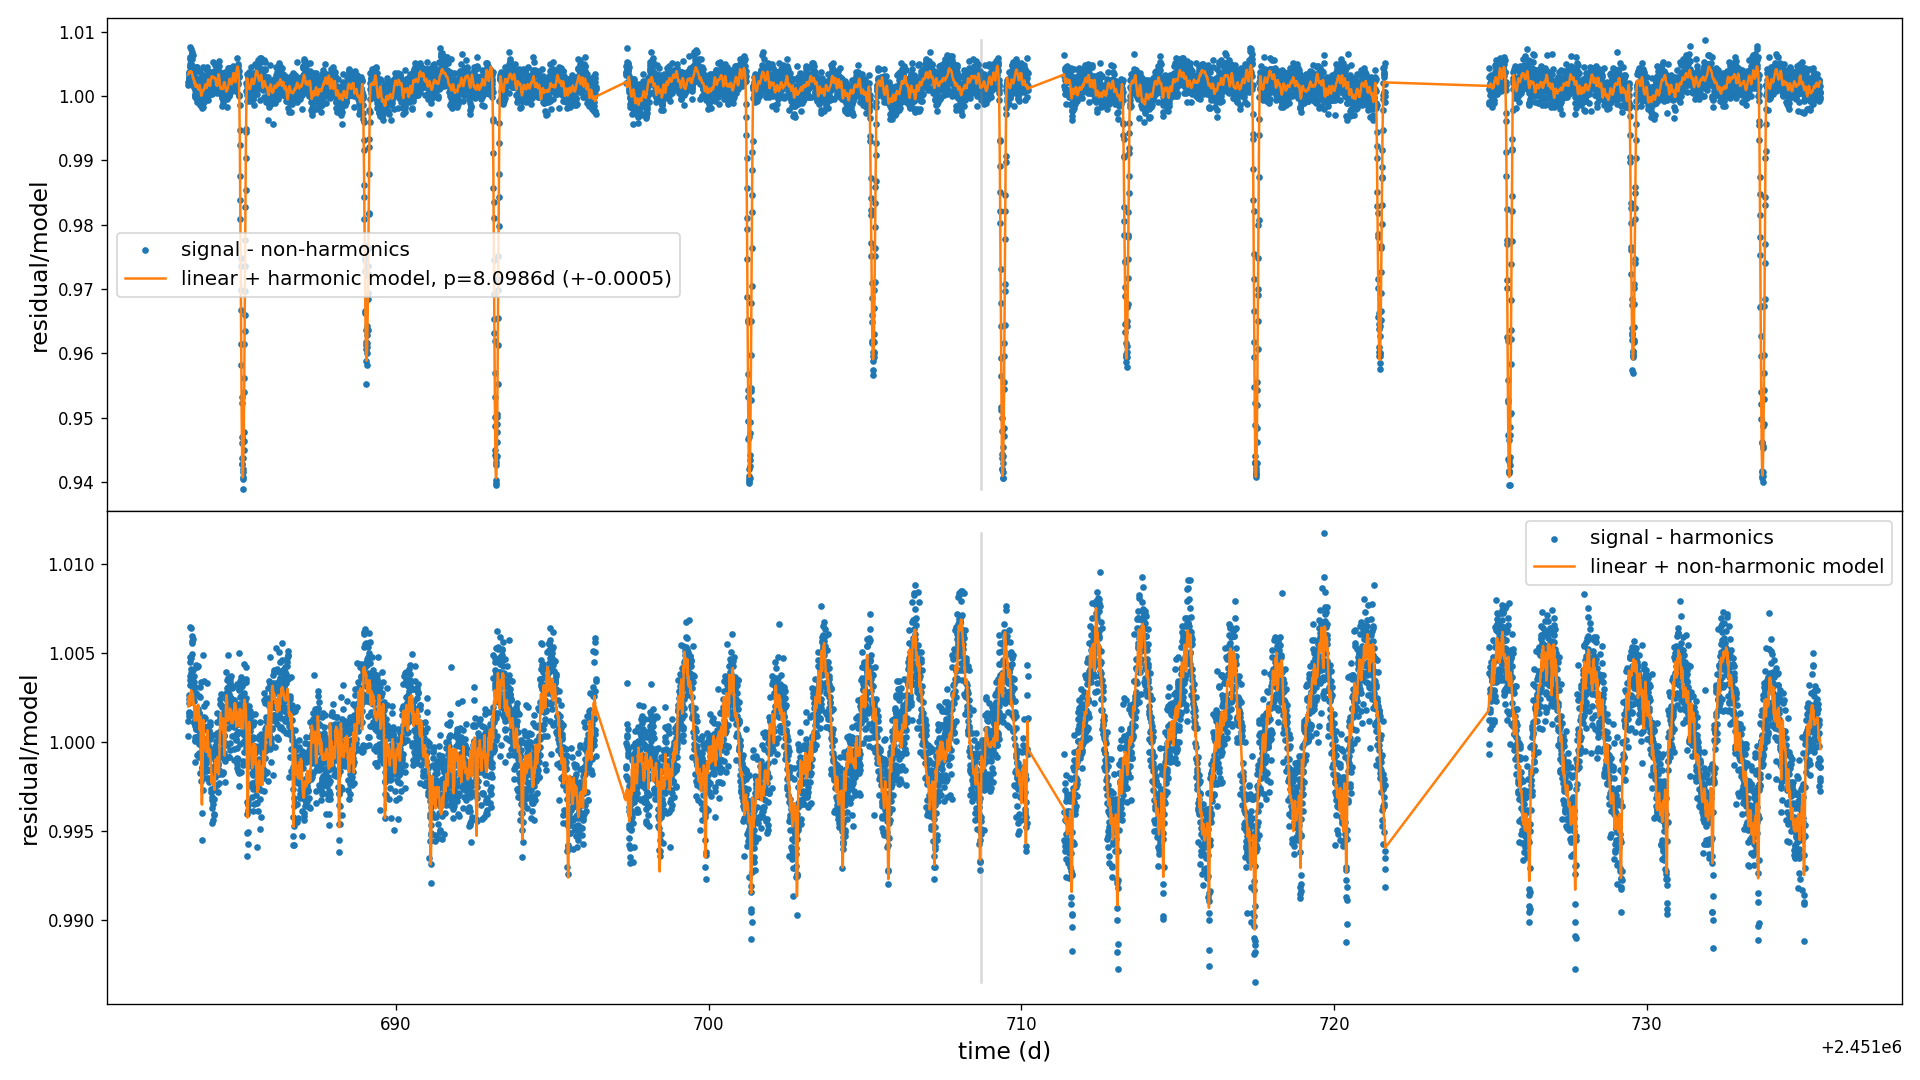 1.01
1.00
0.99
0.98
0.97
0.96
0.95
0.94
residual/model
signal - non-harmonics
linear + harmonic model, p=8.0986d (+-0.0005)
1.010
1.005
1.000
0.995
0.990
residual/model
signal - harmonics
linear + non-harmonic model
690
700
710
720
730
time (d)
+2.451e6